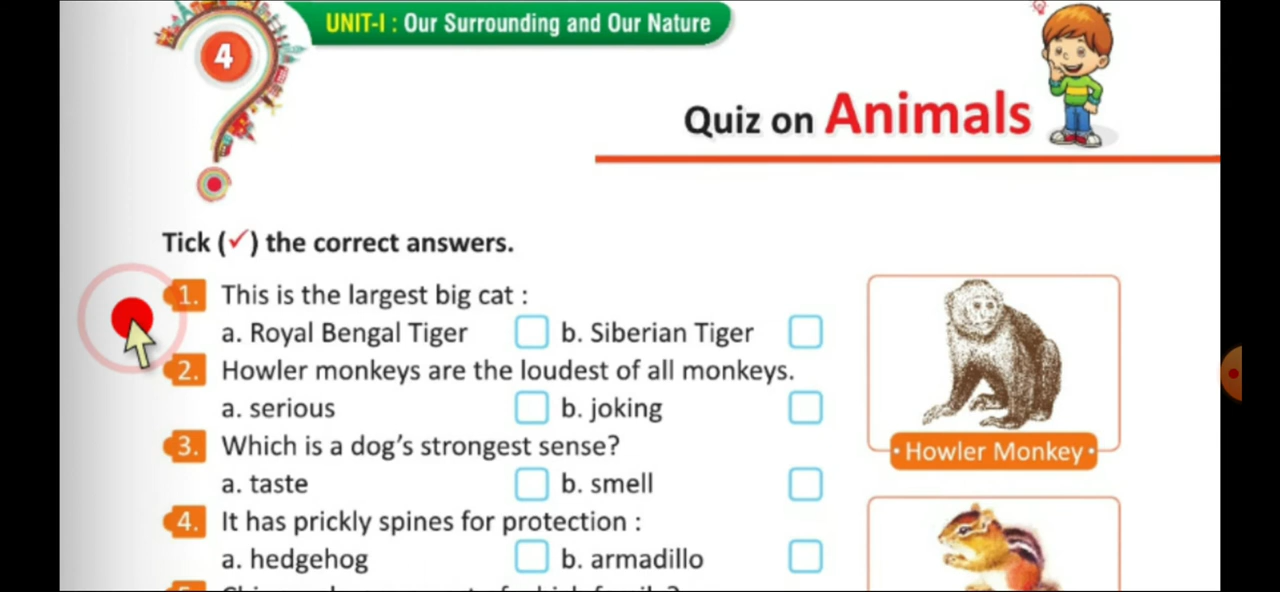 4
UNIT-I : Our Surrounding and Our Nature
Quiz on Animals
Tick (✓) the correct answers.
1. This is the largest big cat :
a. Royal Bengal Tiger b. Siberian Tiger
2. Howler monkeys are the loudest of all monkeys.
a. serious b. joking
3. Which is a dog's strongest sense?
a. taste b. smell
4. It has prickly spines for protection :
a. hedgehog b. armadillo
• Howler Monkey •